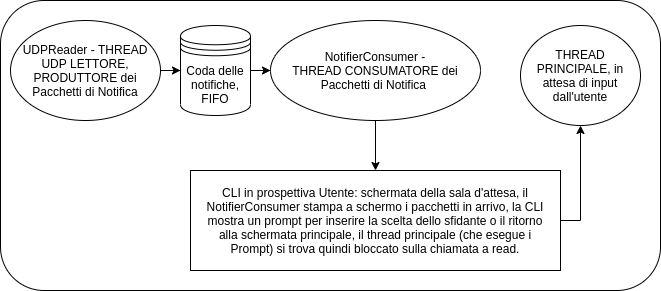 UDPReader - THREAD
UDP LETTORE,
PRODUTTORE dei
Pacchetti di Notifica
Coda delle
notifiche,
FIFO
NotifierConsumer -
THREAD CONSUMATORE dei
Pacchetti di Notifica
THREAD
PRINCIPALE, in
attesa di input
dall'utente
CLI in prospettiva Utente: schermata della sala d'attesa, il
NotifierConsumer stampa a schermo i pacchetti in arrivo, la CLI
mostra un prompt per inserire la scelta dello sfidante o il ritorno
alla schermata principale, il thread principale (che esegue i
Prompt) si trova quindi bloccato sulla chiamata a read.